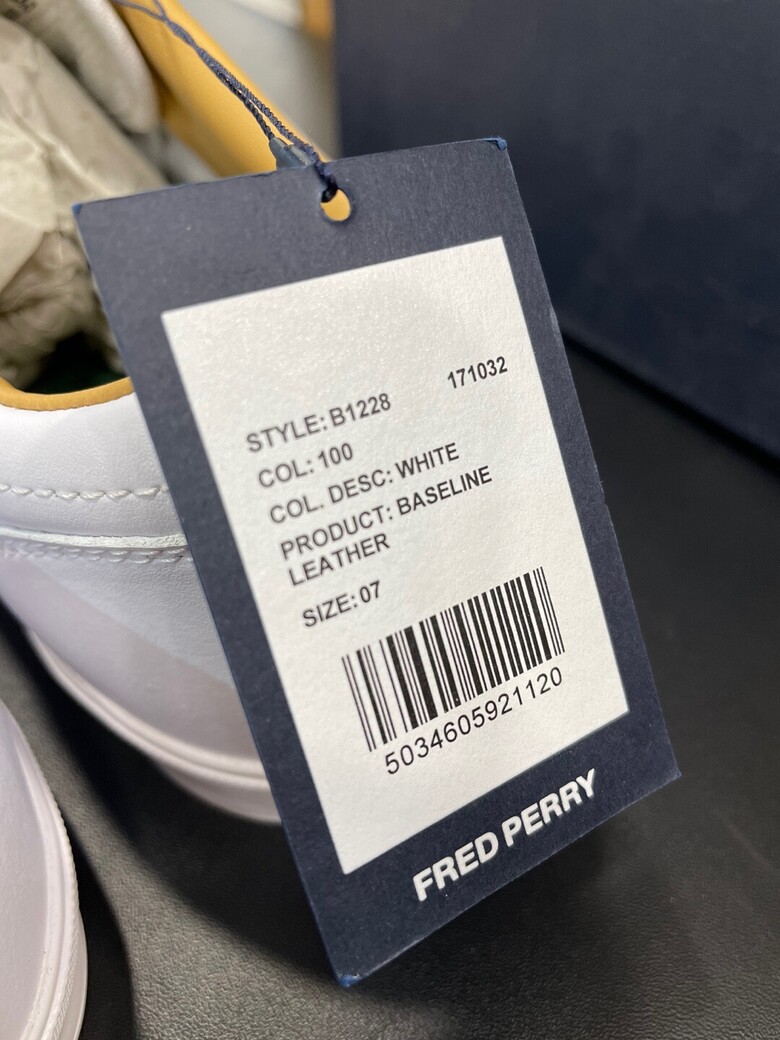 171032
STYLE: B1228
COL: 100
COL. DESC: WHITE
PRODUCT: BASELINE
LEATHER
SIZE: 07
5034605921120
FRED PERRY